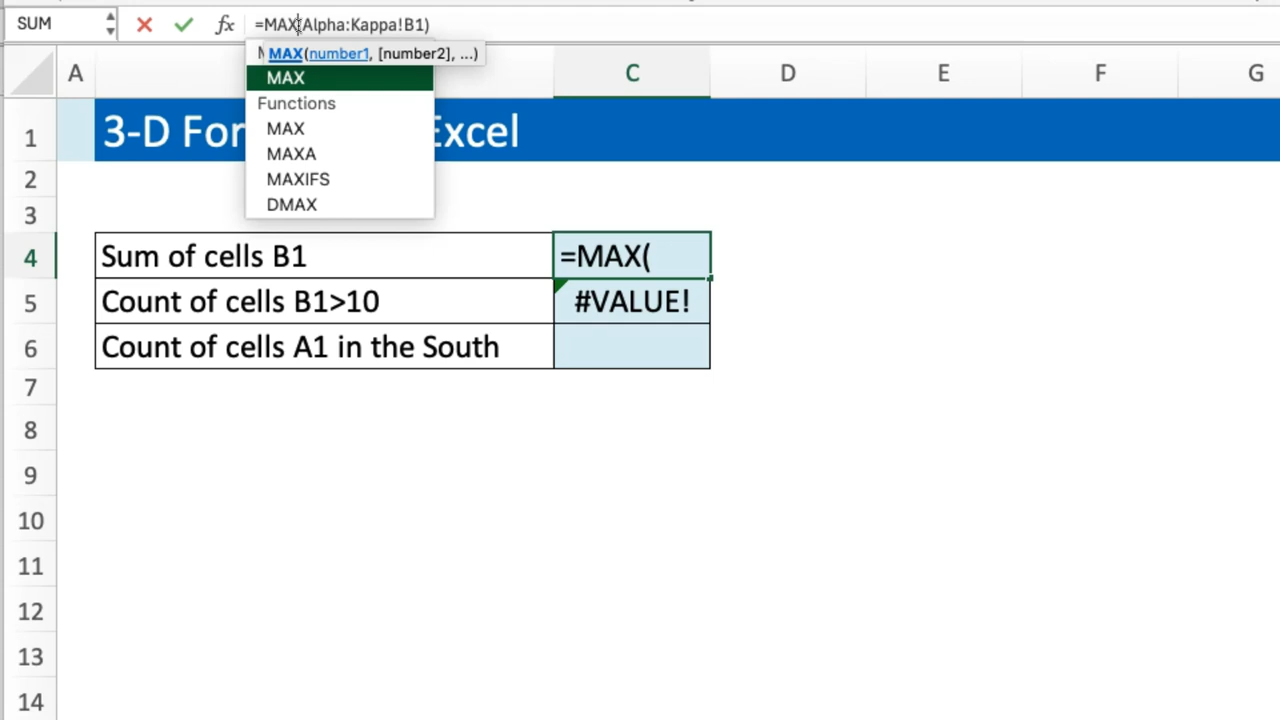 SUM
fx
=MAX(Alpha:Kappa!B1)
MAX(number1, [number2], ...)
MAX
Functions
MAX
MAXA
MAXIFS
DMAX
A C D E F G
1 3-D For Excel
2
3
4 Sum of cells B1 =MAX(
5 Count of cells B1>10 #VALUE!
6 Count of cells A1 in the South
7
8
9
10
11
12
13
14